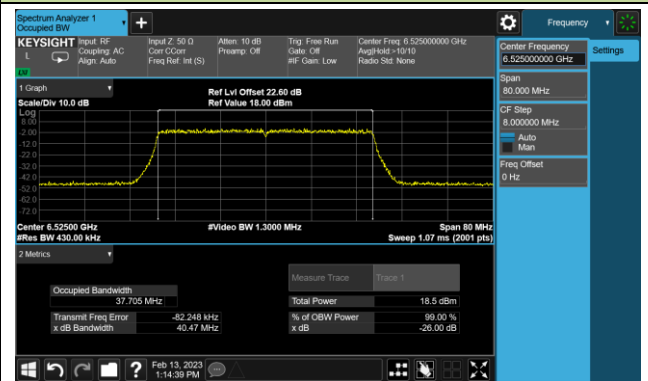 Spectrum Analyzer 1
Occupied BW
Frequency
KEYSIGHT
Input: RF
Coupling: AC
Align: Auto
Input Z: 50 Ω
Corr CCorr
Freq Ref: Int (S)
Atten: 10 dB
Preamp: Off
Trig: Free Run
Gate: Off
#IF Gain: Low
Center Freq: 6.525000000 GHz
Avg|Hold:>10/10
Radio Std: None
L
LVI
Center Frequency
6.525000000 GHz
Settings
Span
80.000 MHz
CF Step
8.000000 MHz
Auto
Man
Freq Offset
0 Hz
1 Graph
Scale/Div 10.0 dB
Ref Lvl Offset 22.60 dB
Ref Value 18.00 dBm
Log
8.00
-2.00
-12.0
-22.0
-32.0
-42.0
-52.0
-62.0
-72.0
Center 6.52500 GHz
#Res BW 430.00 kHz
#Video BW 1.3000 MHz
Span 80 MHz
Sweep 1.07 ms (2001 pts)
2 Metrics
Measure Trace
Trace 1
Occupied Bandwidth
37.705 MHz
Total Power
18.5 dBm
Transmit Freq Error
-82.248 kHz
% of OBW Power
99.00 %
x dB Bandwidth
40.47 MHz
x dB
-26.00 dB
Feb 13, 2023
1:14:39 PM